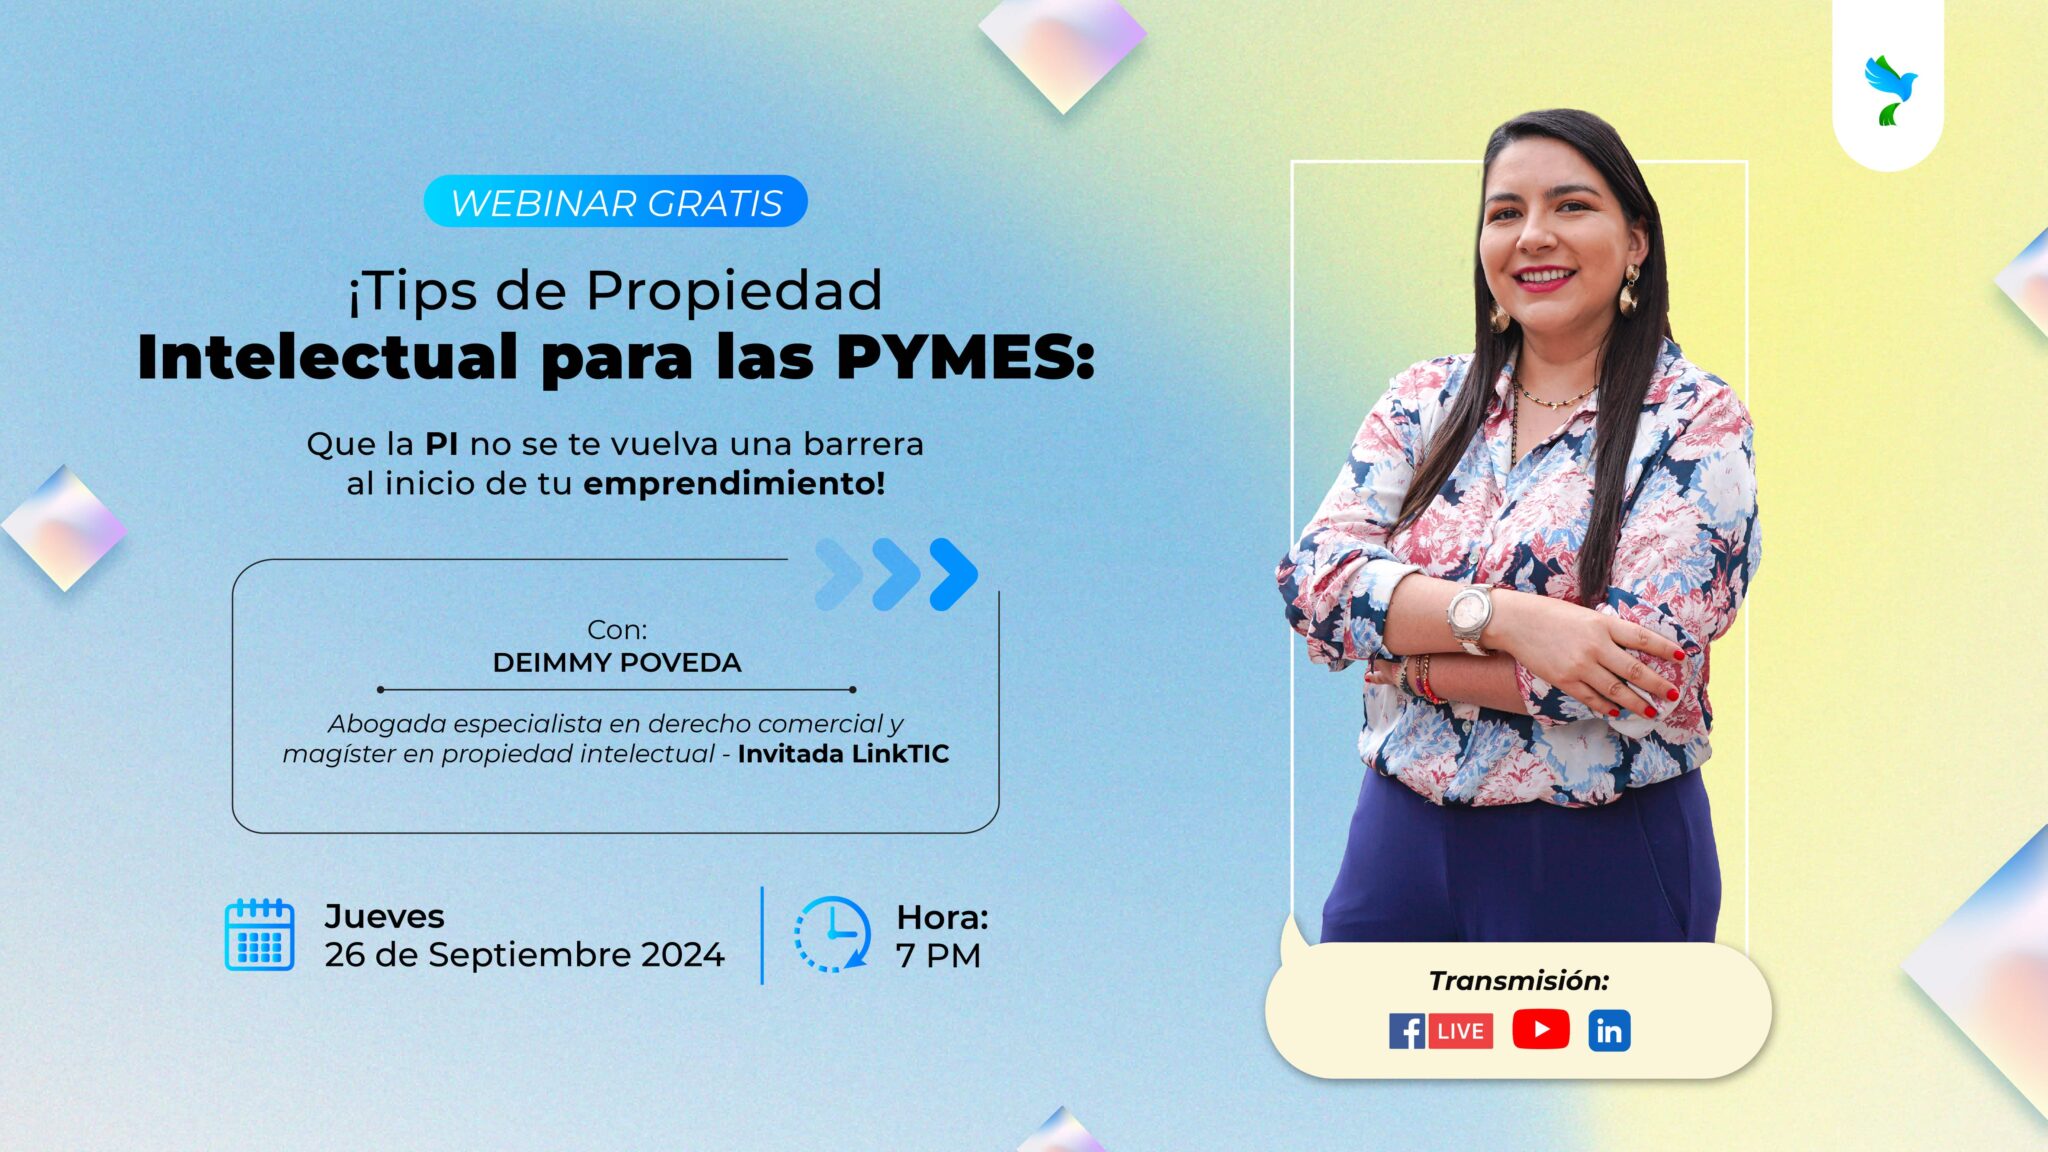 WEBINAR GRATIS
¡Tips de Propiedad
Intelectual para las PYMES:
Que la PI no se te vuelva una barrera
al inicio de tu emprendimiento!
Con:
DEIMMY POVEDA
Abogada especialista en derecho comercial y
magíster en propiedad intelectual - Invitada LinkTIC
Jueves
26 de Septiembre 2024
Hora:
7 PM
Transmisión:
f LIVE in